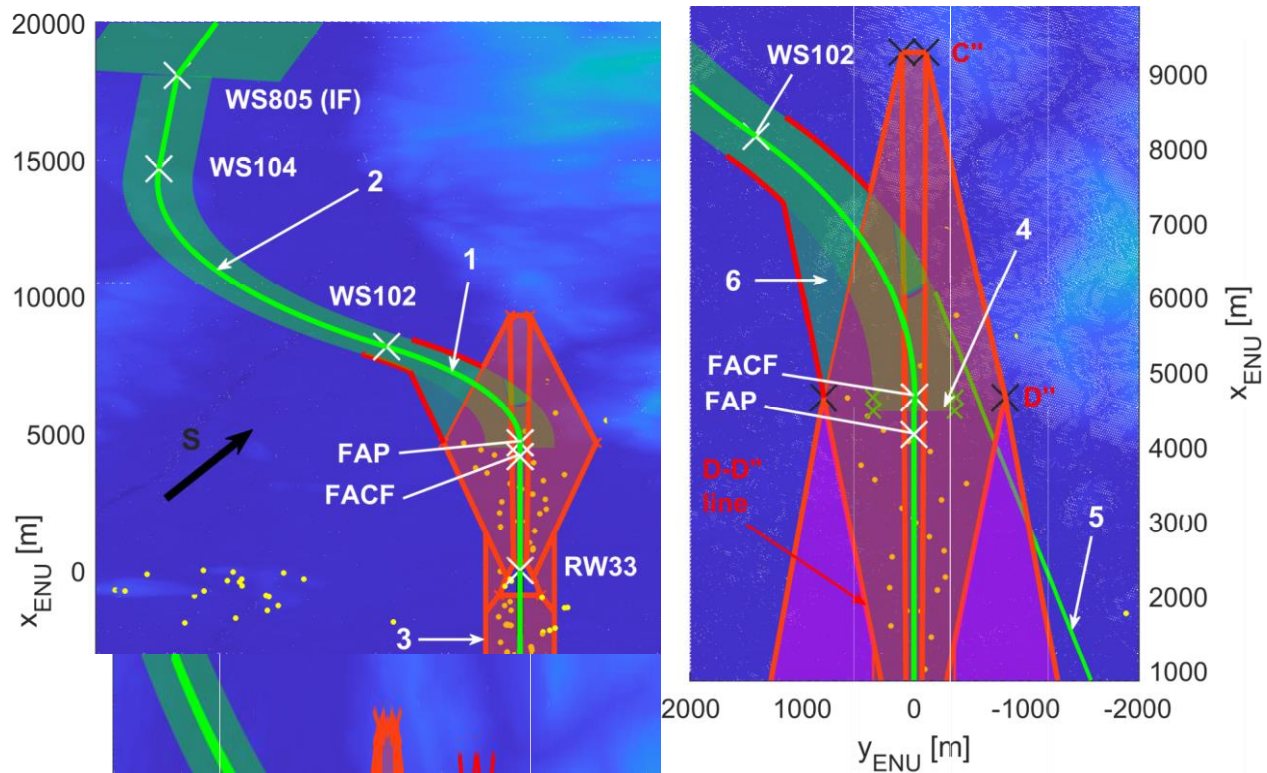 20000
WS805 (IF)
15000
WS104
2
1
10000
WS102
S
5000
FAP
FACF
0
RW33
3
x_ENU [m]
C"
WS102
9000
8000
4
7000
6
6000
FACF
5000
FAP
D"
4000
D-D"
line
3000
5
2000
1000
x_ENU [m]
2000
1000
0
-1000
-2000
y_ENU [m]